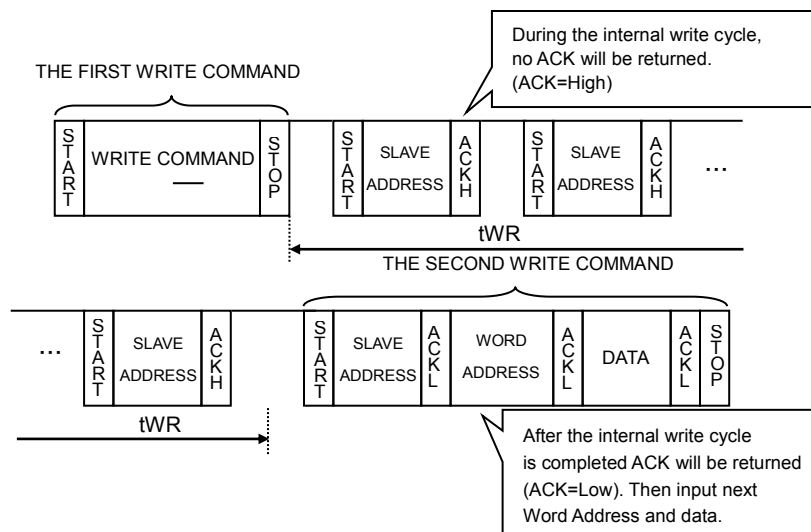 During the internal write cycle,
no ACK will be returned.
(ACK=High)
THE FIRST WRITE COMMAND
START
WRITE COMMAND
STOP
START
SLAVE
ADDRESS
ACKH
START
SLAVE
ADDRESS
ACKH
...
tWR
THE SECOND WRITE COMMAND
...
START
SLAVE
ADDRESS
ACKH
START
SLAVE
ADDRESS
ACKL
WORD
ADDRESS
ACKL
DATA
ACKL
STOP
tWR
After the internal write cycle
is completed ACK will be returned
(ACK=Low). Then input next
Word Address and data.